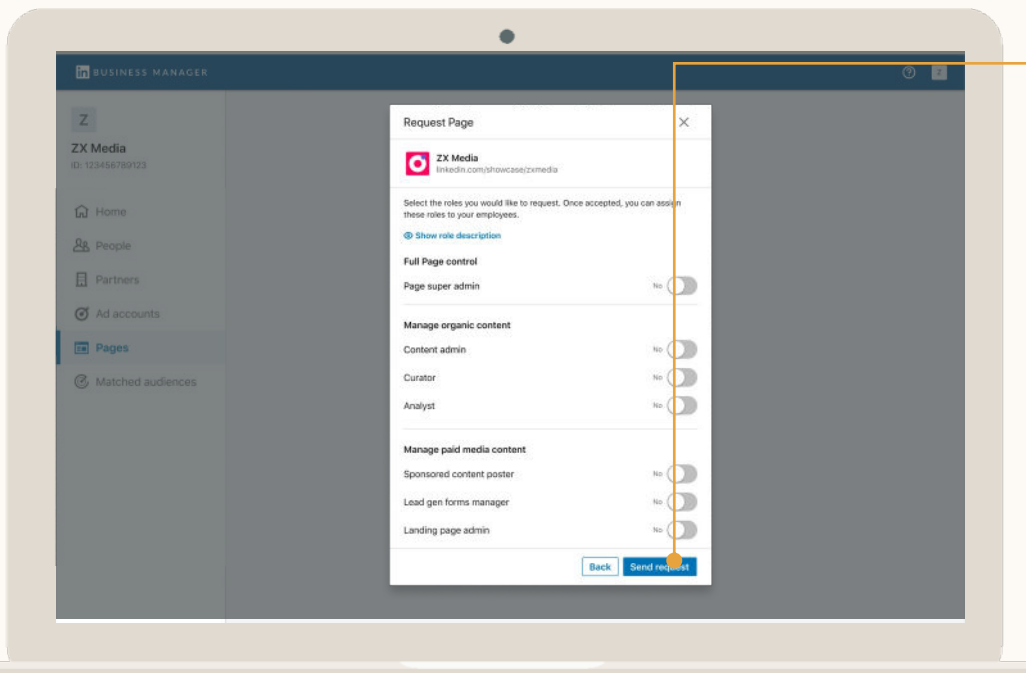 in BUSINESS MANAGER
Z
Z
ZX Media
ID: 123456789123
Home
People
Partners
Ad accounts
Pages
Matched audiences
Request Page
ZX Media
linkedin.com/showcase/zxmedia
Select the roles you would like to request. Once accepted, you can assign
these roles to your employees.
Show role description
Full Page control
Page super admin No
Manage organic content
Content admin No
Curator No
Analyst No
Manage paid media content
Sponsored content poster No
Lead gen forms manager No
Landing page admin No
Back Send request